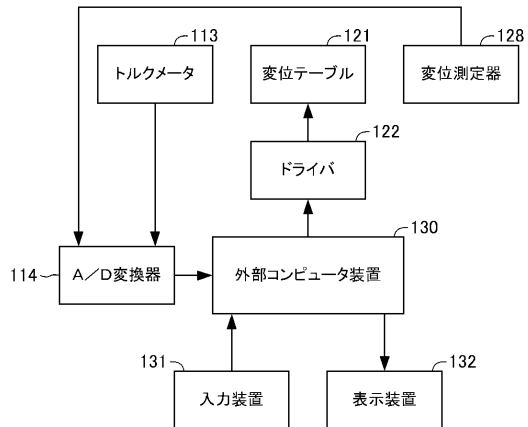 113
121
128
トルクメータ
変位テーブル
変位測定器
122
ドライバ
130
114
A/D変換器
外部コンピュータ装置
131
132
入力装置
表示装置